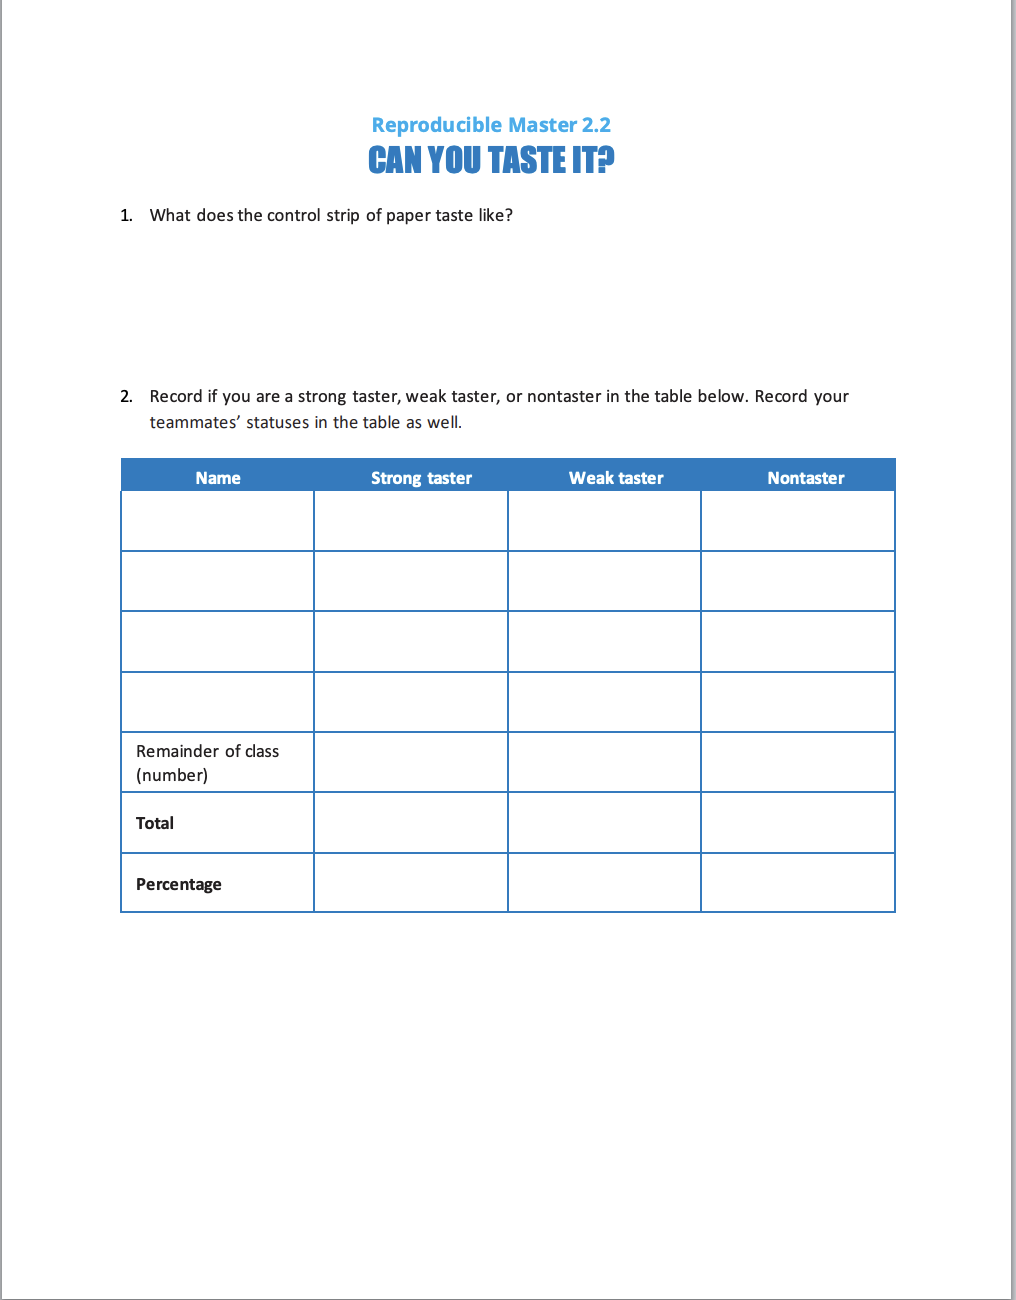 Reproducible Master 2.2
CAN YOU TASTE IT?
1. What does the control strip of paper taste like?
2. Record if you are a strong taster, weak taster, or nontaster in the table below. Record your
teammates’ statuses in the table as well.
Name Strong taster Weak taster Nontaster
Remainder of class
(number)
Total
Percentage